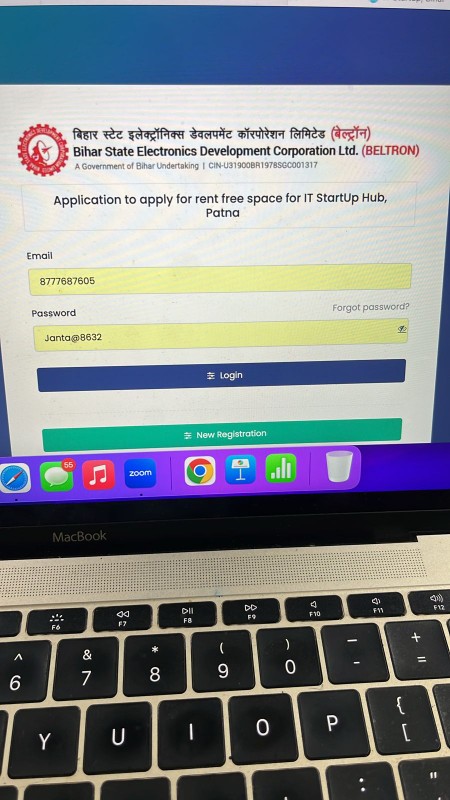 बिहार स्टेट इलेक्ट्रॉनिक्स डेवलपमेंट कॉरपोरेशन लिमिटेड (बेल्ट्रॉन)
Bihar State Electronics Development Corporation Ltd. (BELTRON)
A Government of Bihar Undertaking | CIN-U31900BR1978SGC001317
Application to apply for rent free space for IT StartUp Hub,
Patna
Email
8777687605
Password
Forgot password?
Janta@8632
Login
New Registration
55
zoom
MacBook
F6 F7 F8 F9 F10 F11 F12
^ & * ( ) — +
6 7 8 9 0 - =
{
Y U I O P [
: "